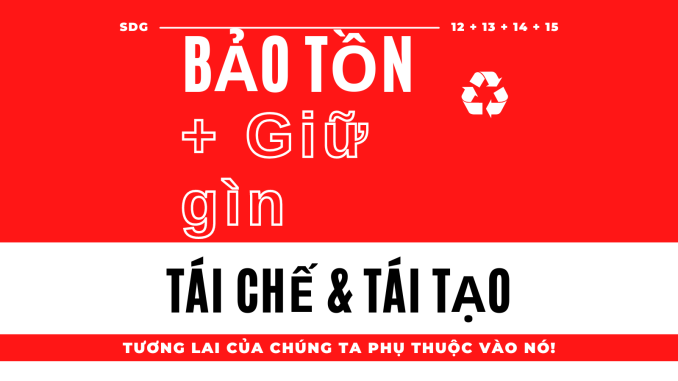 SDG 12 + 13 + 14 + 15
BẢO TỒN
+ Giữ
gìn
TÁI CHẾ & TÁI TẠO
TƯƠNG LAI CỦA CHÚNG TA PHỤ THUỘC VÀO NÓ!